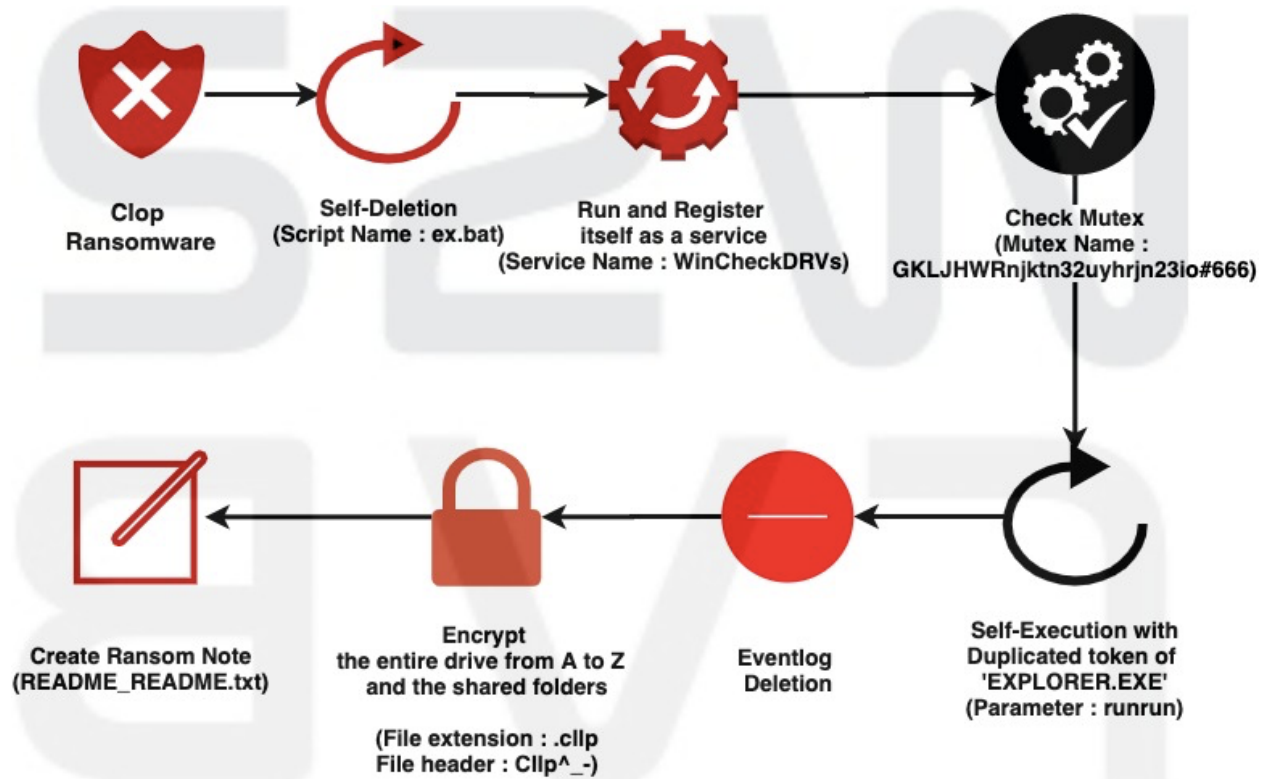 Clop
Ransomware
Self-Deletion
(Script Name : ex.bat)
Run and Register
itself as a service
(Service Name : WinCheckDRVs)
Check Mutex
(Mutex Name :
GKLJHWRnjktn32uyhrjn23io#666)
Create Ransom Note
(README_README.txt)
Encrypt
the entire drive from A to Z
and the shared folders
(File extension : .cllp
File header : Cllp^_-)
Eventlog
Deletion
Self-Execution with
Duplicated token of
'EXPLORER.EXE'
(Parameter : runrun)
S2W
LAB